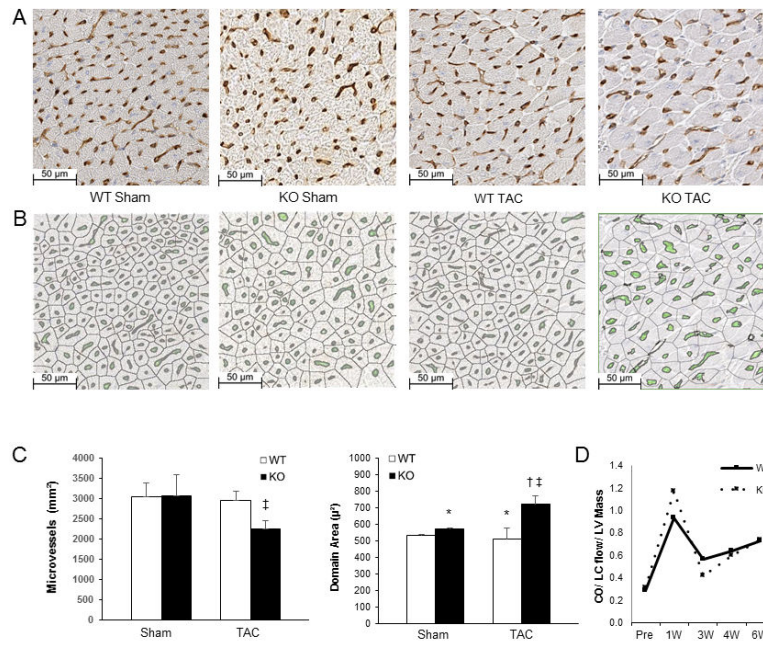 A
50 µm
50 µm
50 µm
50 µm
WT Sham
KO Sham
WT TAC
KO TAC
B
50 µm
50 µm
50 µm
50 µm
C
Microvessels (mm²)
4000
3500
3000
2500
2000
1500
1000
500
0
WT
KO
‡
Sham
TAC
Domain Area (µ²)
1000
900
800
700
600
500
400
300
200
100
0
WT
KO
*
*
†‡
Sham
TAC
D
CO/ LC flow/ LV Mass
1.4
1.2
1.0
0.8
0.6
0.4
0.2
0.0
W
K
Pre
1W
3W
4W
6W